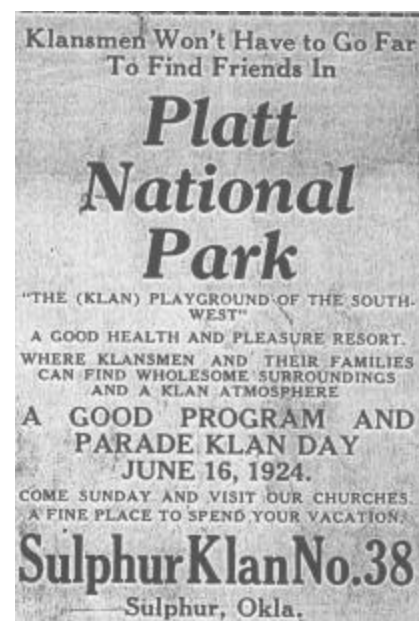 Klansmen Won't Have to Go Far
To Find Friends In
Platt
National
Park
"THE (KLAN) PLAYGROUND OF THE SOUTH-
WEST"
A GOOD HEALTH AND PLEASURE RESORT.
WHERE KLANSMEN AND THEIR FAMILIES
CAN FIND WHOLESOME SURROUNDINGS
AND A KLAN ATMOSPHERE
A GOOD PROGRAM AND
PARADE KLAN DAY
JUNE 16, 1924.
COME SUNDAY AND VISIT OUR CHURCHES
A FINE PLACE TO SPEND YOUR VACATION.
Sulphur Klan No. 38
Sulphur, Okla.